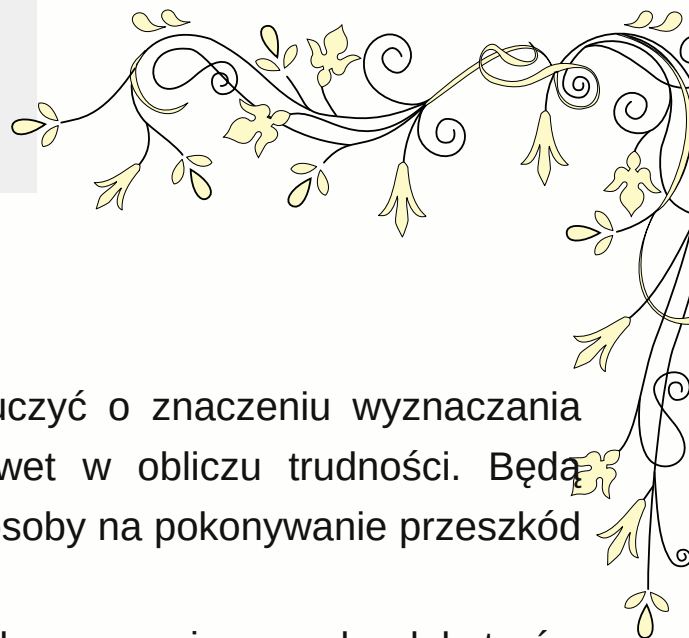 uczyć o znaczeniu wyznaczania
wet w obliczu trudności. Będą
soby na pokonywanie przeszkód